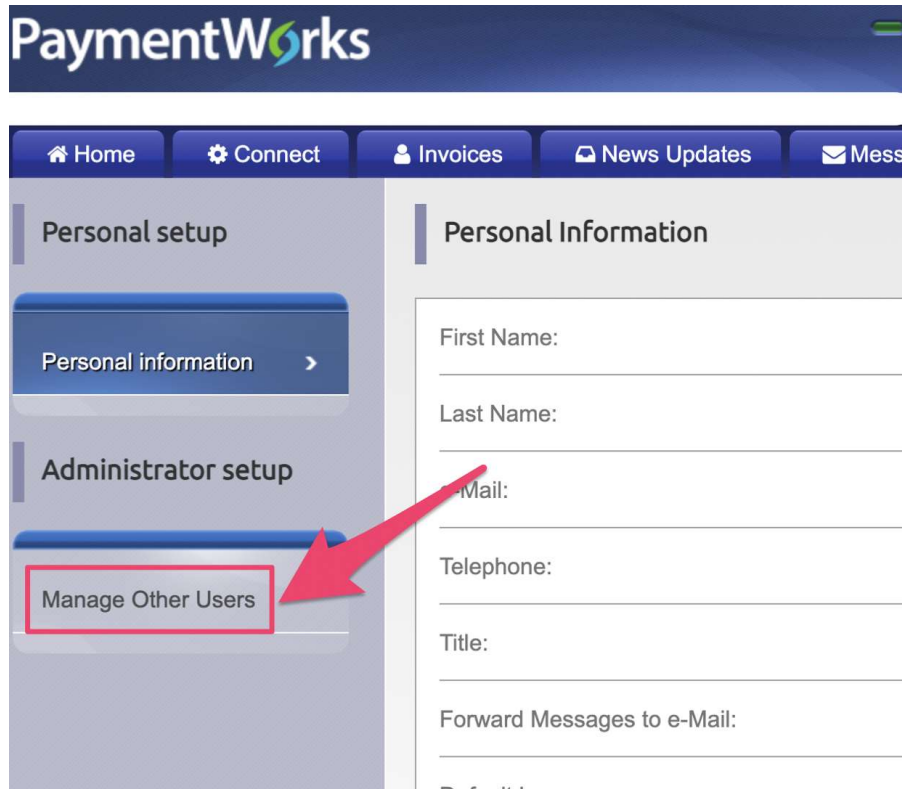 PaymentWorks
Home
Connect
Invoices
News Updates
Mess
Personal setup
Personal information
Administrator setup
Manage Other Users
Personal Information
First Name:
Last Name:
e-Mail:
Telephone:
Title:
Forward Messages to e-Mail: